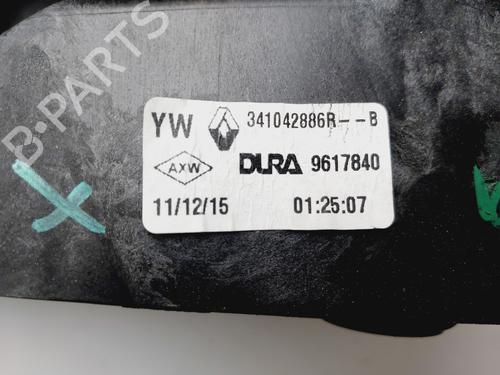 YW 341042886R--B
AXW DURA 9617840
11/12/15 01:25:07
B-PARTS